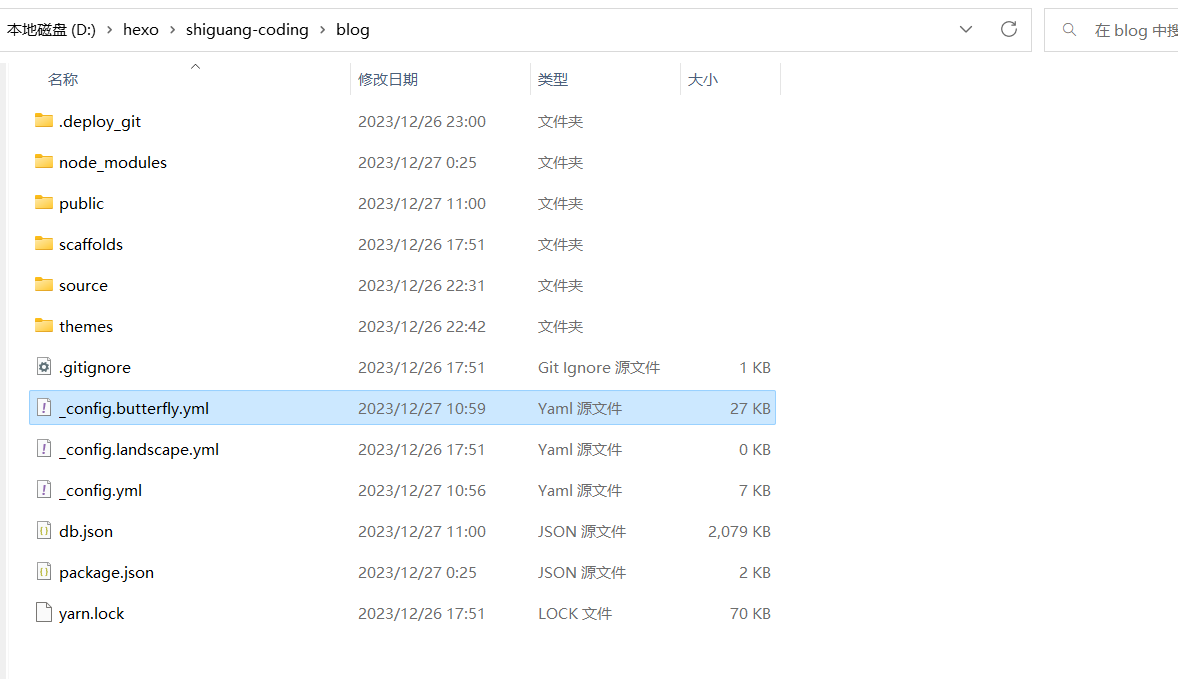 本地磁盘 (D:) › hexo › shiguang-coding › blog 在 blog 中搜
名称 修改日期 类型 大小
.deploy_git 2023/12/26 23:00 文件夹
node_modules 2023/12/27 0:25 文件夹
public 2023/12/27 11:00 文件夹
scaffolds 2023/12/26 17:51 文件夹
source 2023/12/26 22:31 文件夹
themes 2023/12/26 22:42 文件夹
.gitignore 2023/12/26 17:51 Git Ignore 源文件 1 KB
_config.butterfly.yml 2023/12/27 10:59 Yaml 源文件 27 KB
_config.landscape.yml 2023/12/26 17:51 Yaml 源文件 0 KB
_config.yml 2023/12/27 10:56 Yaml 源文件 7 KB
db.json 2023/12/27 11:00 JSON 源文件 2,079 KB
package.json 2023/12/27 0:25 JSON 源文件 2 KB
yarn.lock 2023/12/26 17:51 LOCK 文件 70 KB